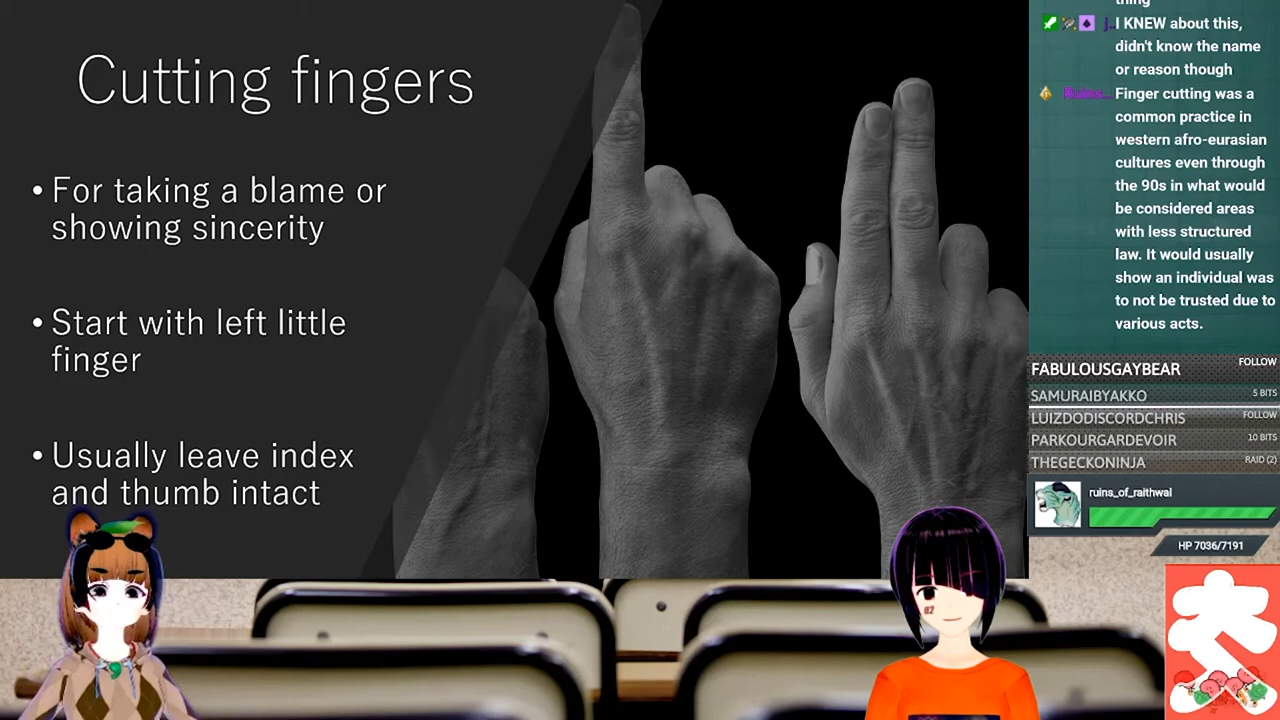 Cutting fingers
• For taking a blame or
showing sincerity
• Start with left little
finger
• Usually leave index
and thumb intact
thing
I KNEW about this,
didn't know the name
or reason though
Finger cutting was a
common practice in
western afro-eurasian
cultures even through
the 90s in what would
be considered areas
with less structured
law. It would usually
show an individual was
to not be trusted due to
various acts.
FABULOUSGAYBEAR FOLLOW
SAMURAIBYAKKO 5 BITS
LUIZDODISCORDCHRIS FOLLOW
PARKOURGARDEVOIR 10 BITS
THEGECKONINJA RAID (2)
ruins_of_raithwal
HP 7036/7191